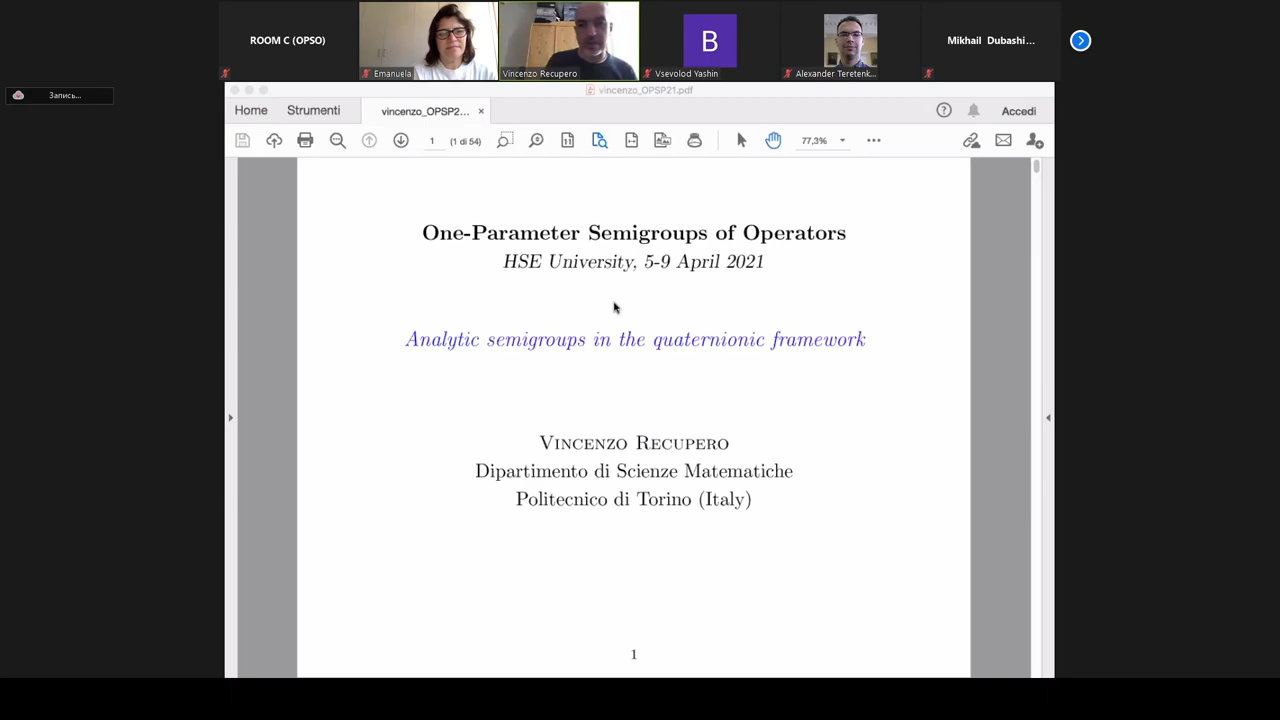 ROOM C (OPSO)
Emanuela
Vincenzo Recupero
В
Vsevolod Yashin
Alexander Teretenk...
Mikhail Dubashi...
Запись...
vincenzo_OPSP21.pdf
Home
Strumenti
vincenzo_OPSP2... ×
Accedi
1 (1 di 54)
77,3%
One-Parameter Semigroups of Operators
HSE University, 5-9 April 2021
Analytic semigroups in the quaternionic framework
Vincenzo Recupero
Dipartimento di Scienze Matematiche
Politecnico di Torino (Italy)
1